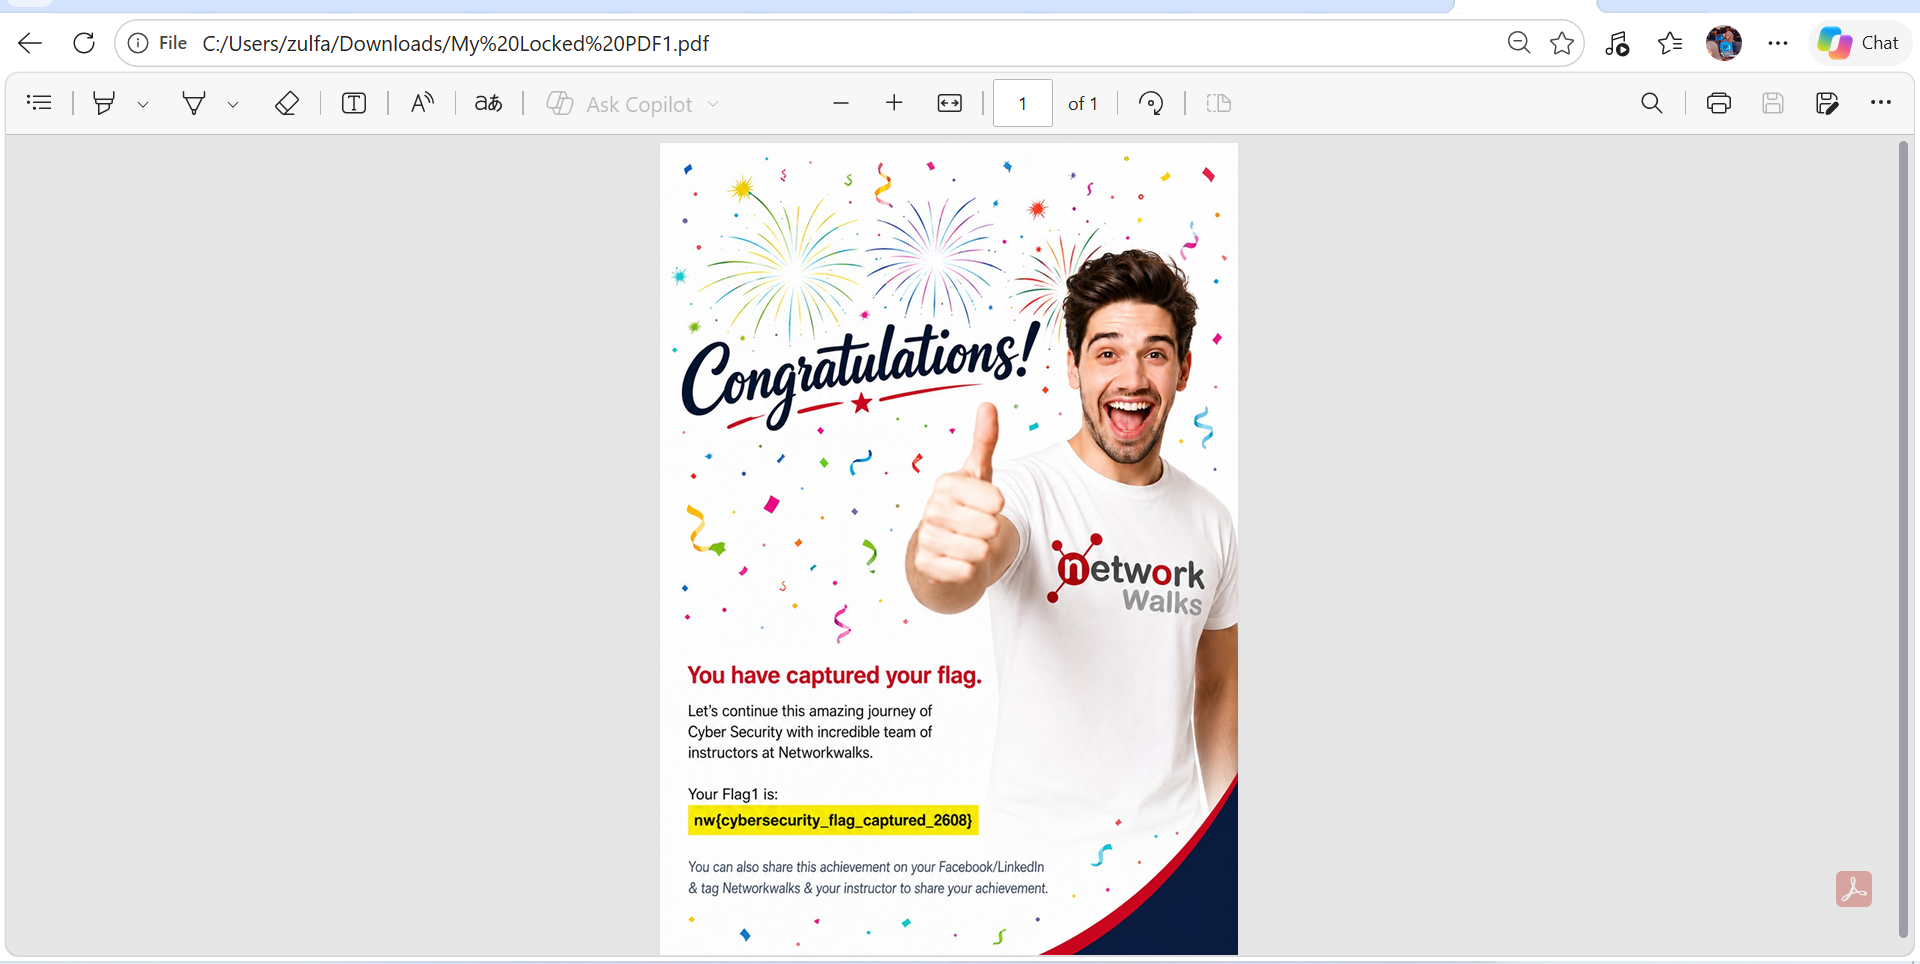 File C:/Users/zulfa/Downloads/My%20Locked%20PDF1.pdf
Chat
Ask Copilot
1 of 1
Congratulations!
network
Walks
You have captured your flag.
Let's continue this amazing journey of
Cyber Security with incredible team of
instructors at Networkwalks.
Your Flag1 is:
nw{cybersecurity_flag_captured_2608}
You can also share this achievement on your Facebook/LinkedIn
& tag Networkwalks & your instructor to share your achievement.